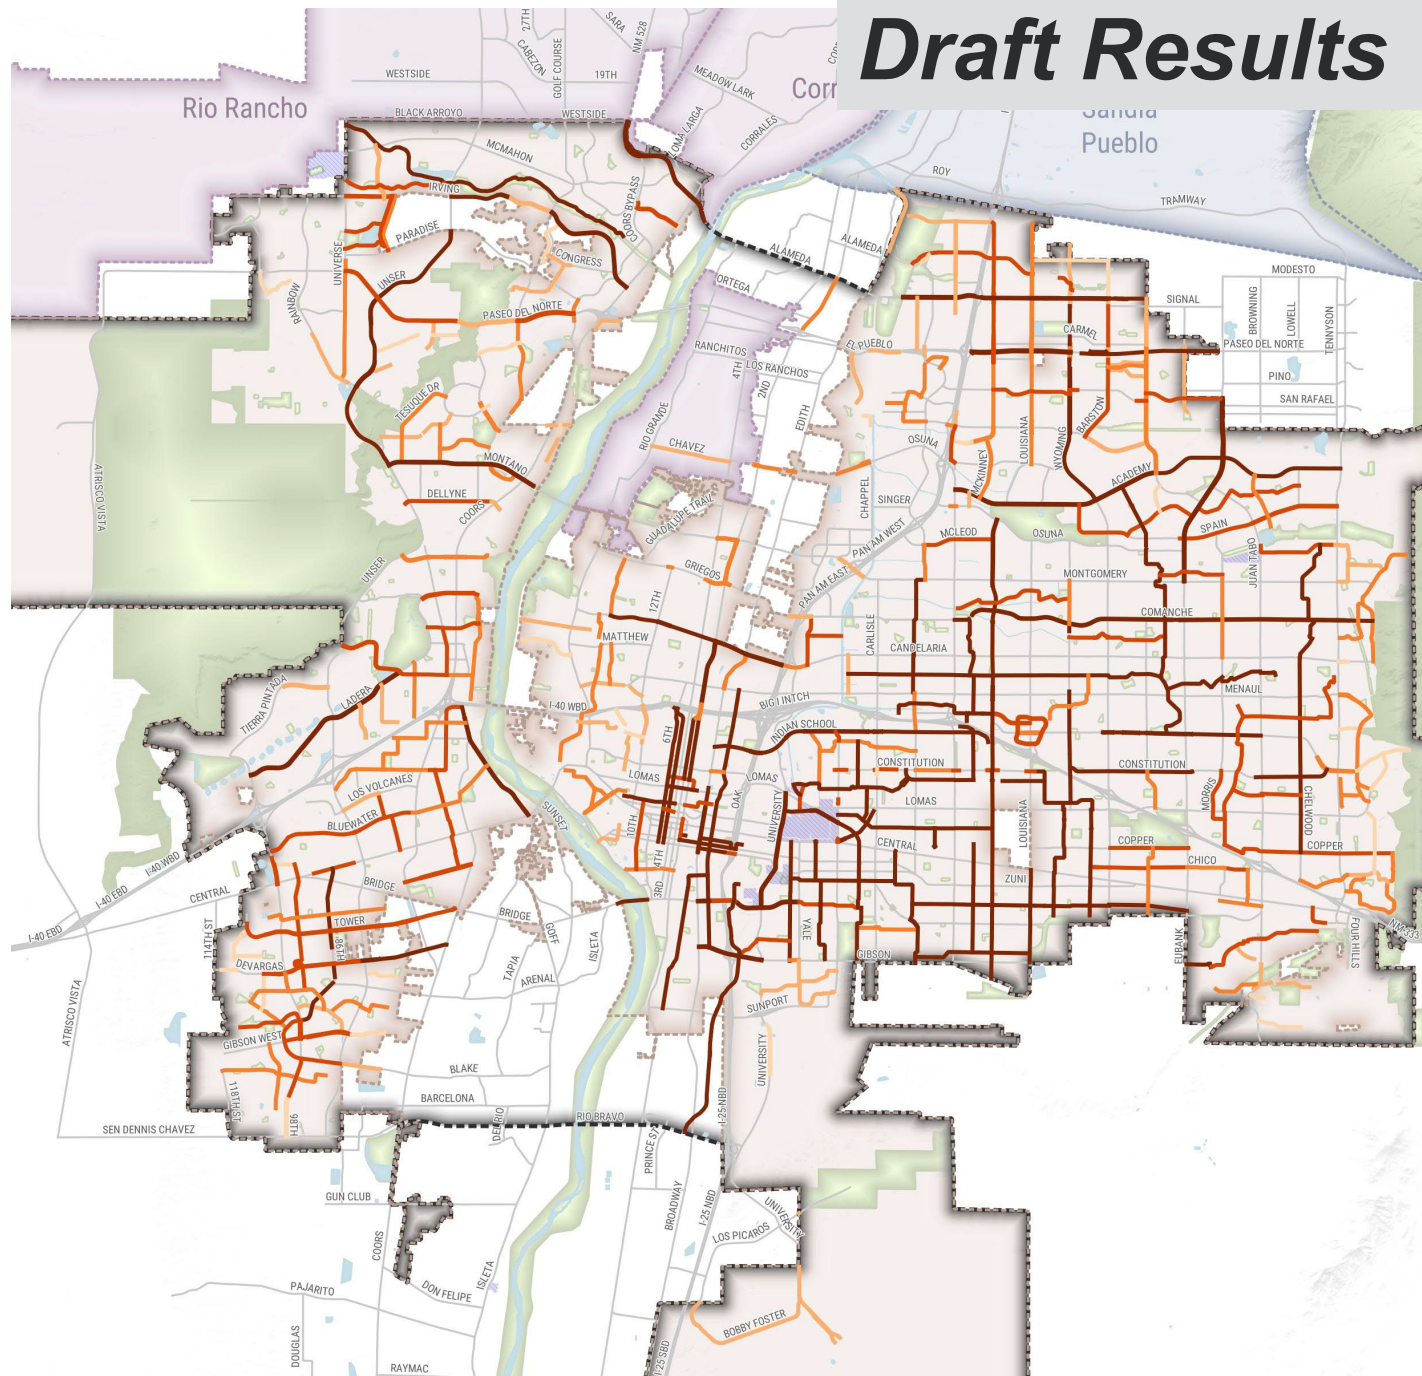 Draft Results
27TH
SARA
NM 528
CABEZON
GOLF COURSE
WESTSIDE
19TH
MEADOW LARK
Corr
Rio Rancho
BLACK ARROYO
WESTSIDE
LOMA LARGA
CORRALES
Sandia
Pueblo
MCMAHON
ROY
IRVING
COORS BYPASS
TRAMWAY
PARADISE
UNIVERSE
CONGRESS
ALAMEDA
ALAMEDA
UNSER
ORTEGA
MODESTO
RAINBOW
SIGNAL
BROWNING
LOWELL
TENNYSON
PASEO DEL NORTE
CARMEL
EL PUEBLO
RANCHITOS
PASEO DEL NORTE
4TH
LOS RANCHOS
2ND
PINO
TESUQUE DR
SAN RAFAEL
RIO GRANDE
EDITH
BARSTOW
LOUISIANA
WYOMING
CHAVEZ
OSUNA
MCKINNEY
MONTANO
ACADEMY
ATRISCO VISTA
DELLYNE
COORS
GUADALUPE TRAIL
CHAPPEL
SINGER
PAN AM WEST
MCLEOD
OSUNA
SPAIN
UNSER
GRIEGOS
PAN AM EAST
MONTGOMERY
JUAN TABO
12TH
COMANCHE
MATTHEW
CARLISLE
CANDELARIA
TIERRA PINTADA
LADERA
MENAUL
I-40 WBD
BIG I INTCH
6TH
INDIAN SCHOOL
LOS VOLCANES
LOMAS
LOMAS
CONSTITUTION
CONSTITUTION
BLUEWATER
SUNSET
10TH
OAK
UNIVERSITY
LOMAS
LOUISIANA
MORRIS
CHELWOOD
CENTRAL
COPPER
COPPER
I-40 WBD
4TH
CHICO
I-40 EBD
CENTRAL
BRIDGE
3RD
ZUNI
114TH ST
TOWER
BRIDGE
GOFF
YALE
I-40 EBD
98TH
ISLETA
EUBANK
FOUR HILLS
NM333
DEVARGAS
TAPIA
GIBSON
ARENAL
ATRISCO VISTA
SUNPORT
GIBSON WEST
UNIVERSITY
BLAKE
118TH ST
BARCELONA
I-25 NBD
98TH
RIO BRAVO
SEN DENNIS CHAVEZ
DEL RIO
PRINCE ST
GUN CLUB
BROADWAY
I-25 NBD
UNIVERSITY
LOS PICAROS
COORS
ISLETA
PAJARITO
DON FELIPE
BOBBY FOSTER
DOUGLAS
I-25 SBD
RAYMAC